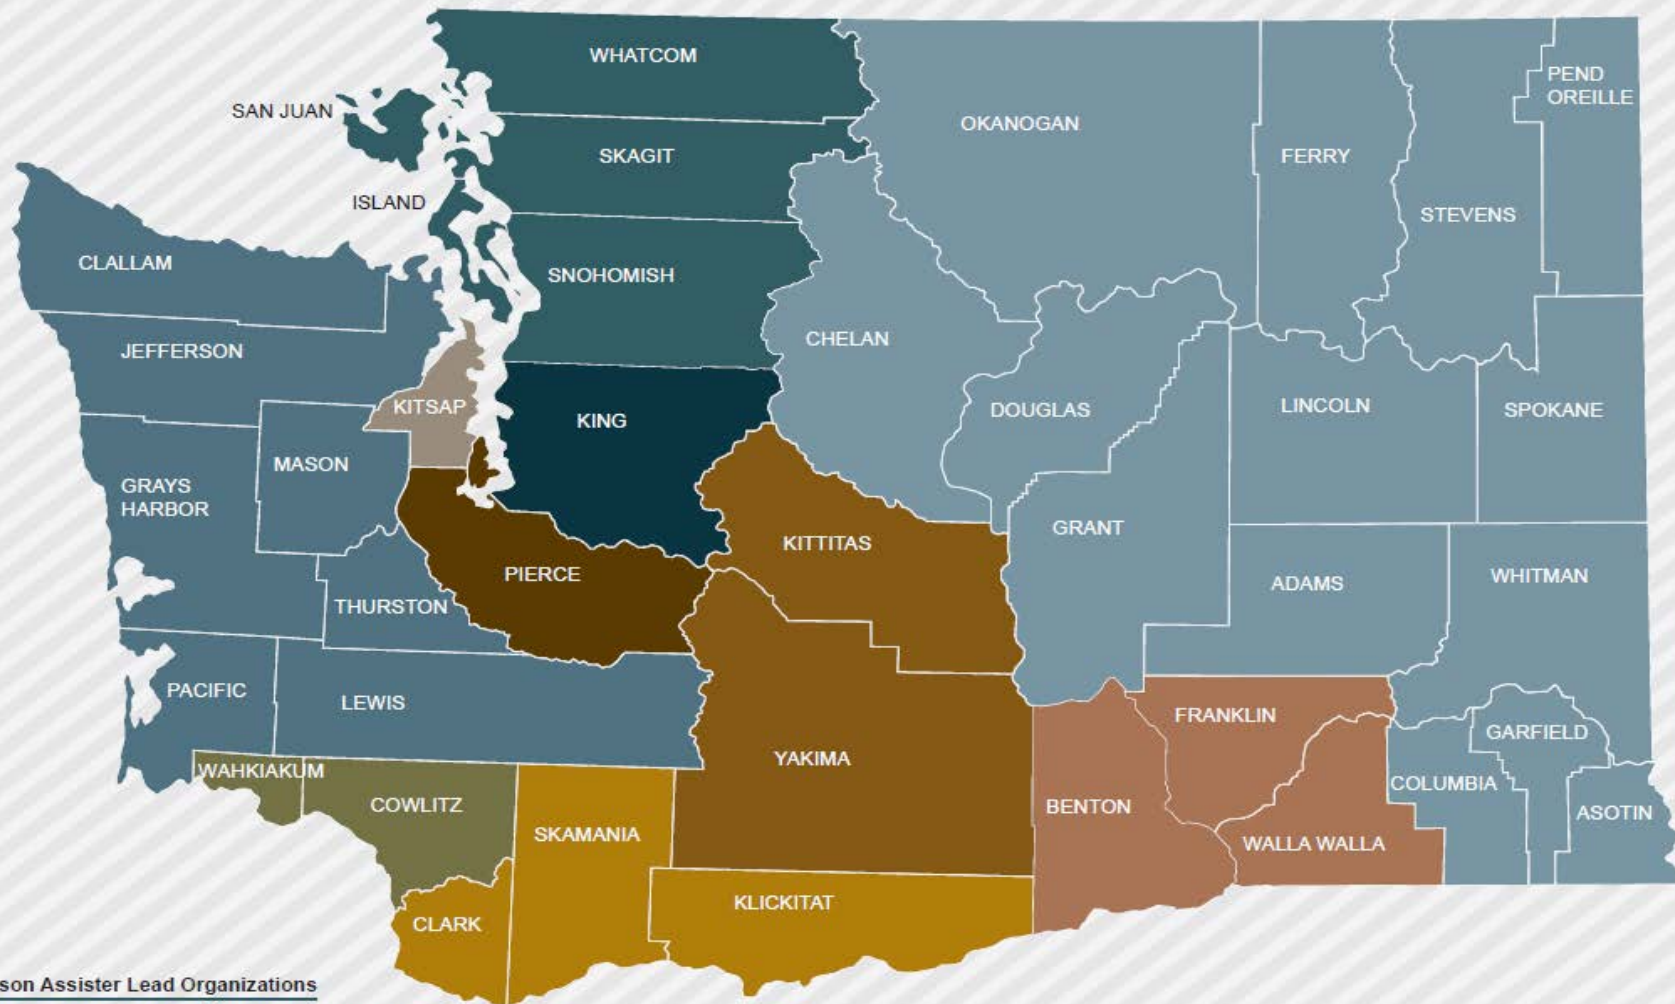 WHATCOM
PEND
OREILLE
SAN JUAN
OKANOGAN
SKAGIT
FERRY
ISLAND
STEVENS
CLALLAM
SNOHOMISH
CHELAN
JEFFERSON
KITSAP
DOUGLAS
LINCOLN
SPOKANE
KING
MASON
GRAYS
HARBOR
GRANT
KITTITAS
PIERCE
ADAMS
WHITMAN
THURSTON
PACIFIC
LEWIS
FRANKLIN
GARFIELD
YAKIMA
WAHKIAKUM
COLUMBIA
COWLITZ
BENTON
ASOTIN
SKAMANIA
WALLA WALLA
KLICKITAT
CLARK
son Assister Lead Organizations